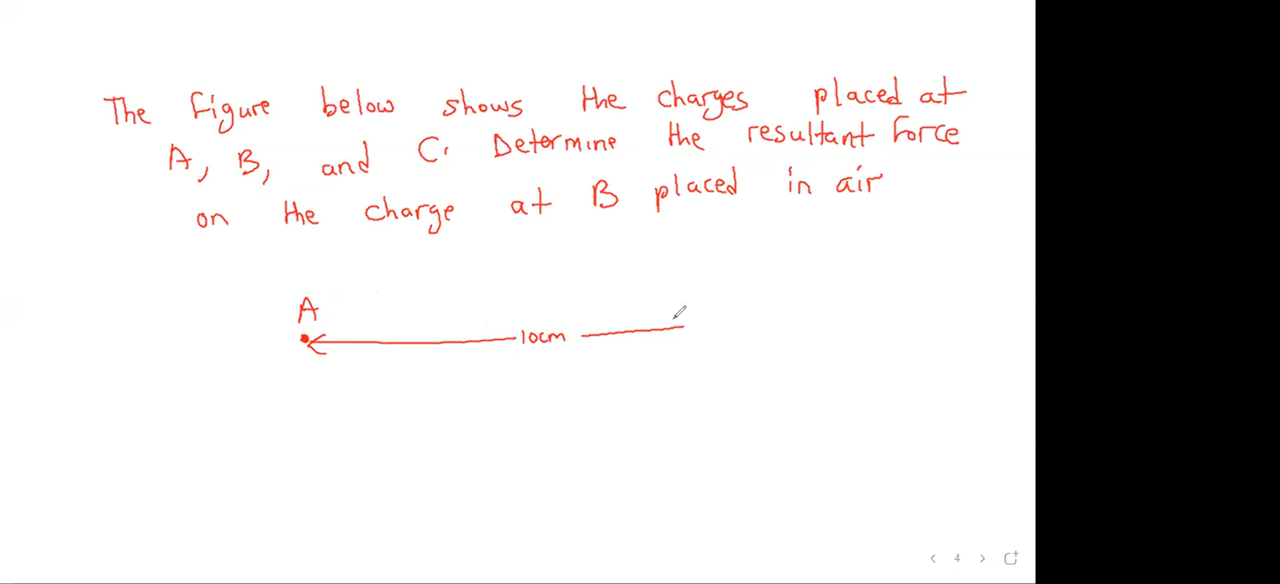 The Figure below shows the charges placed at
A, B, and C. Determine the resultant Force
on the charge at B placed in air
A
10cm
4